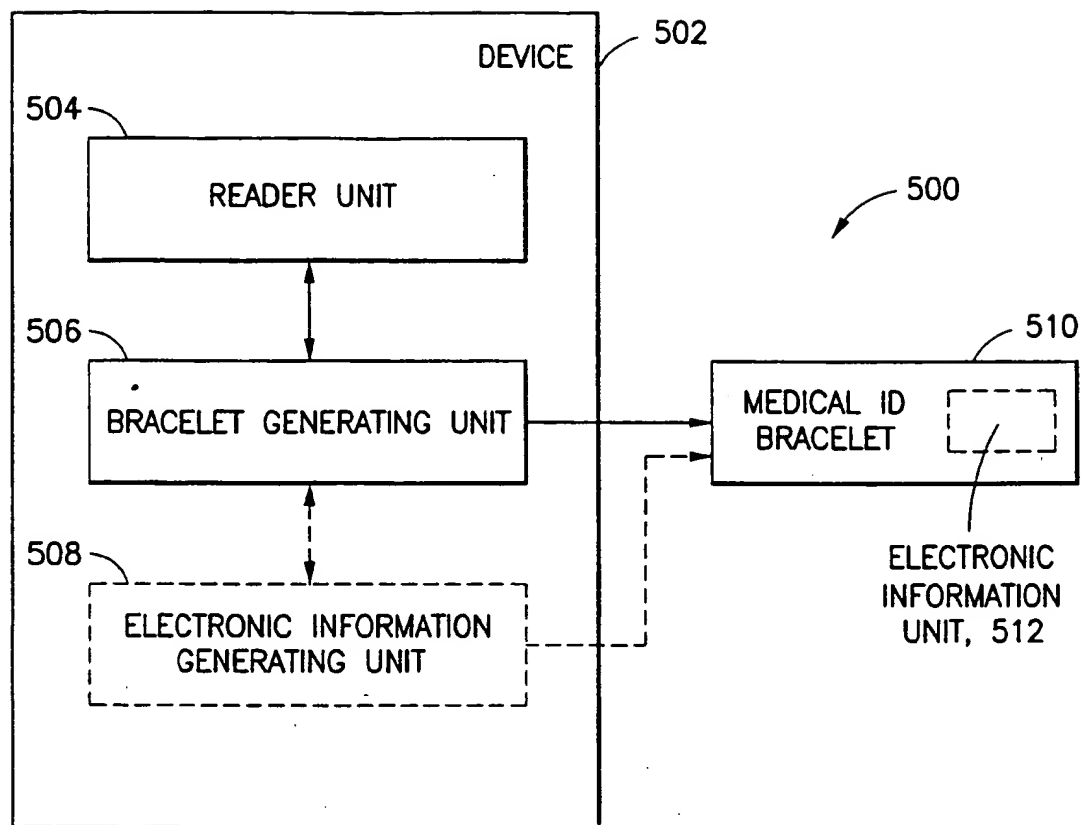 DEVICE
502
504
READER UNIT
500
506
BRACELET GENERATING UNIT
510
MEDICAL ID
BRACELET
508
ELECTRONIC INFORMATION
GENERATING UNIT
ELECTRONIC
INFORMATION
UNIT, 512